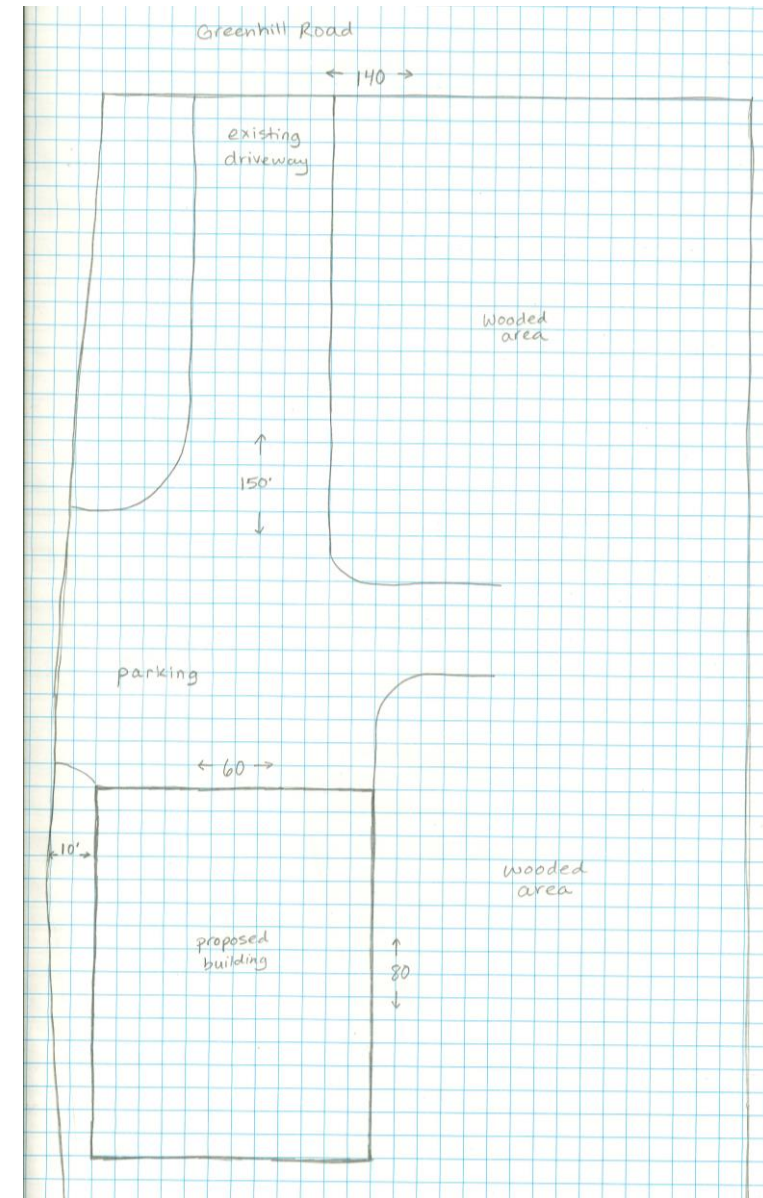 Greenhill Road
← 140 →
existing
driveway
Wooded
area
150'
parking
← 60 →
10'
wooded
area
proposed
building
80